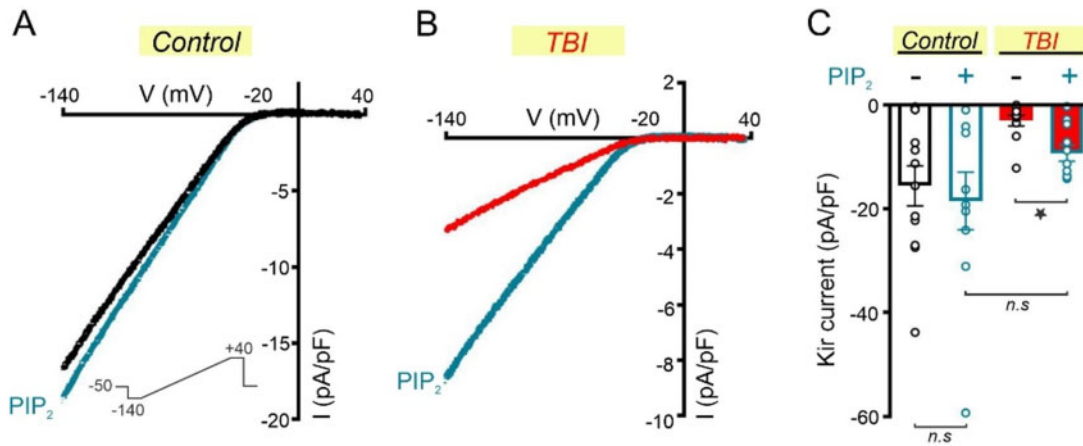 A
Control
-140
V (mV)
-20
40
-5
-10
-15
-20
I (pA/pF)
PIP2
-50
-140
+40
B
TBI
-140
V (mV)
-20
40
2
-2
-4
-6
-8
-10
I (pA/pF)
PIP2
C
Control
TBI
PIP2
- + - +
0
-20
-40
-60
Kir current (pA/pF)
*
n.s
n.s